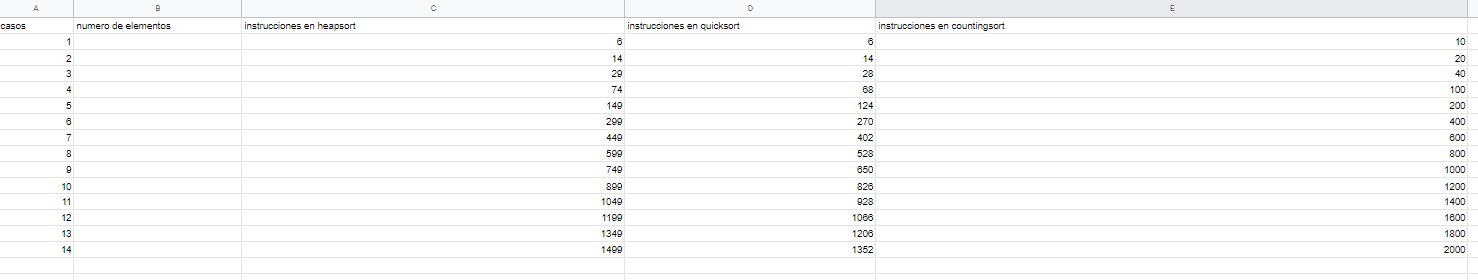 A B C D E
casos numero de elementos instrucciones en heapsort instrucciones en quicksort instrucciones en countingsort
1 6 6 10
2 14 14 20
3 29 28 40
4 74 68 100
5 149 124 200
6 299 270 400
7 449 402 600
8 599 528 800
9 749 650 1000
10 899 826 1200
11 1049 928 1400
12 1199 1066 1600
13 1349 1206 1800
14 1499 1352 2000